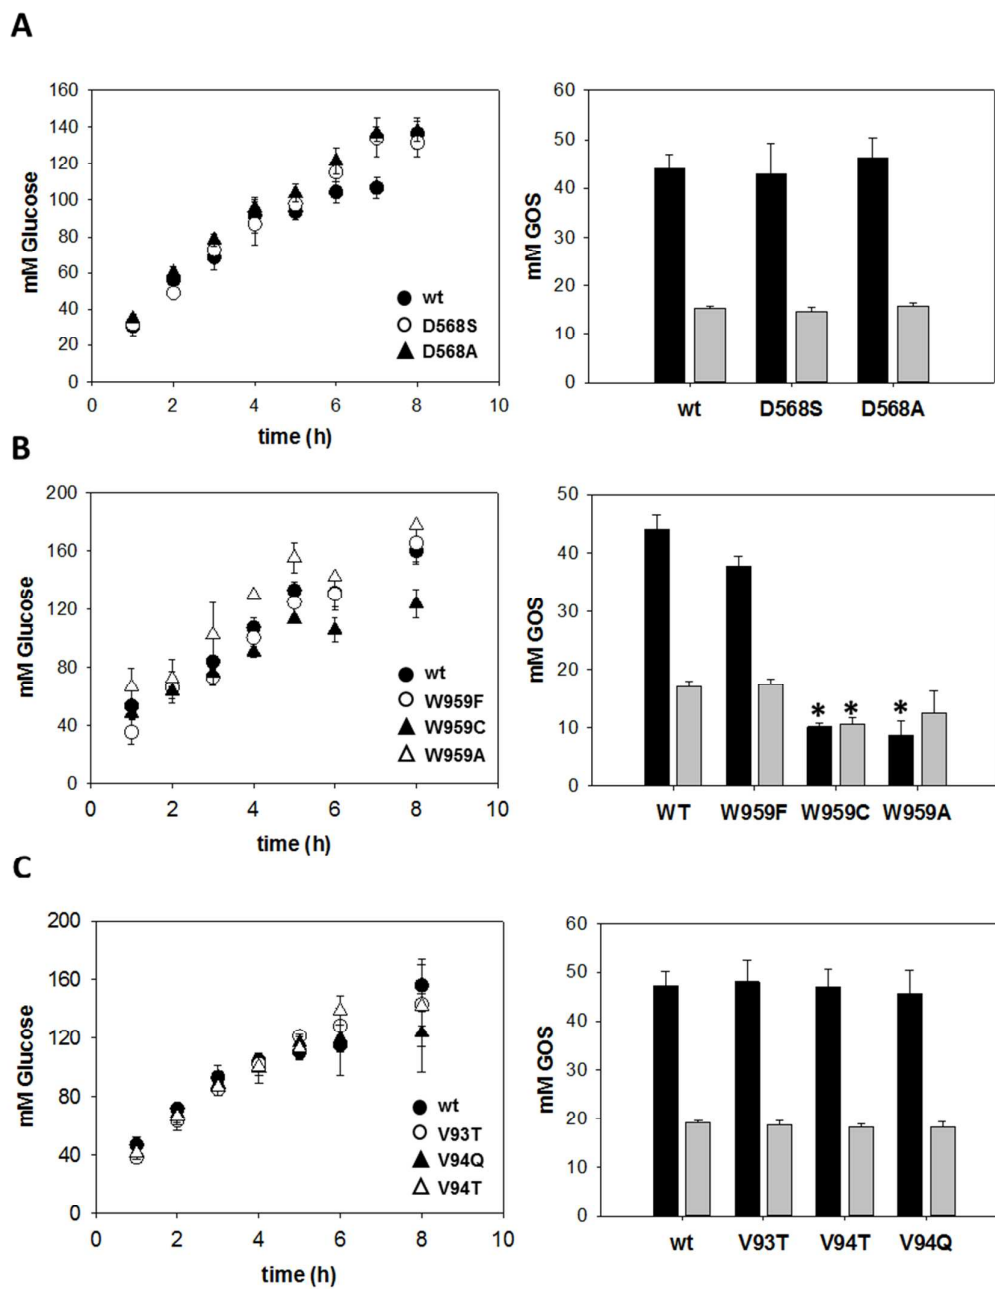 A
160
140
120
100
80
60
40
20
0
mM Glucose
wt
D568S
D568A
0 2 4 6 8 10
time (h)
60
50
40
30
20
10
0
mM GOS
wt D568S D568A
B
200
160
120
80
40
0
mM Glucose
wt
W959F
W959C
W959A
0 2 4 6 8 10
time (h)
50
40
30
20
10
0
mM GOS
* * *
WT W959F W959C W959A
C
200
160
120
80
40
0
mM Glucose
wt
V93T
V94Q
V94T
0 2 4 6 8 10
time (h)
60
50
40
30
20
10
0
mM GOS
wt V93T V94T V94Q